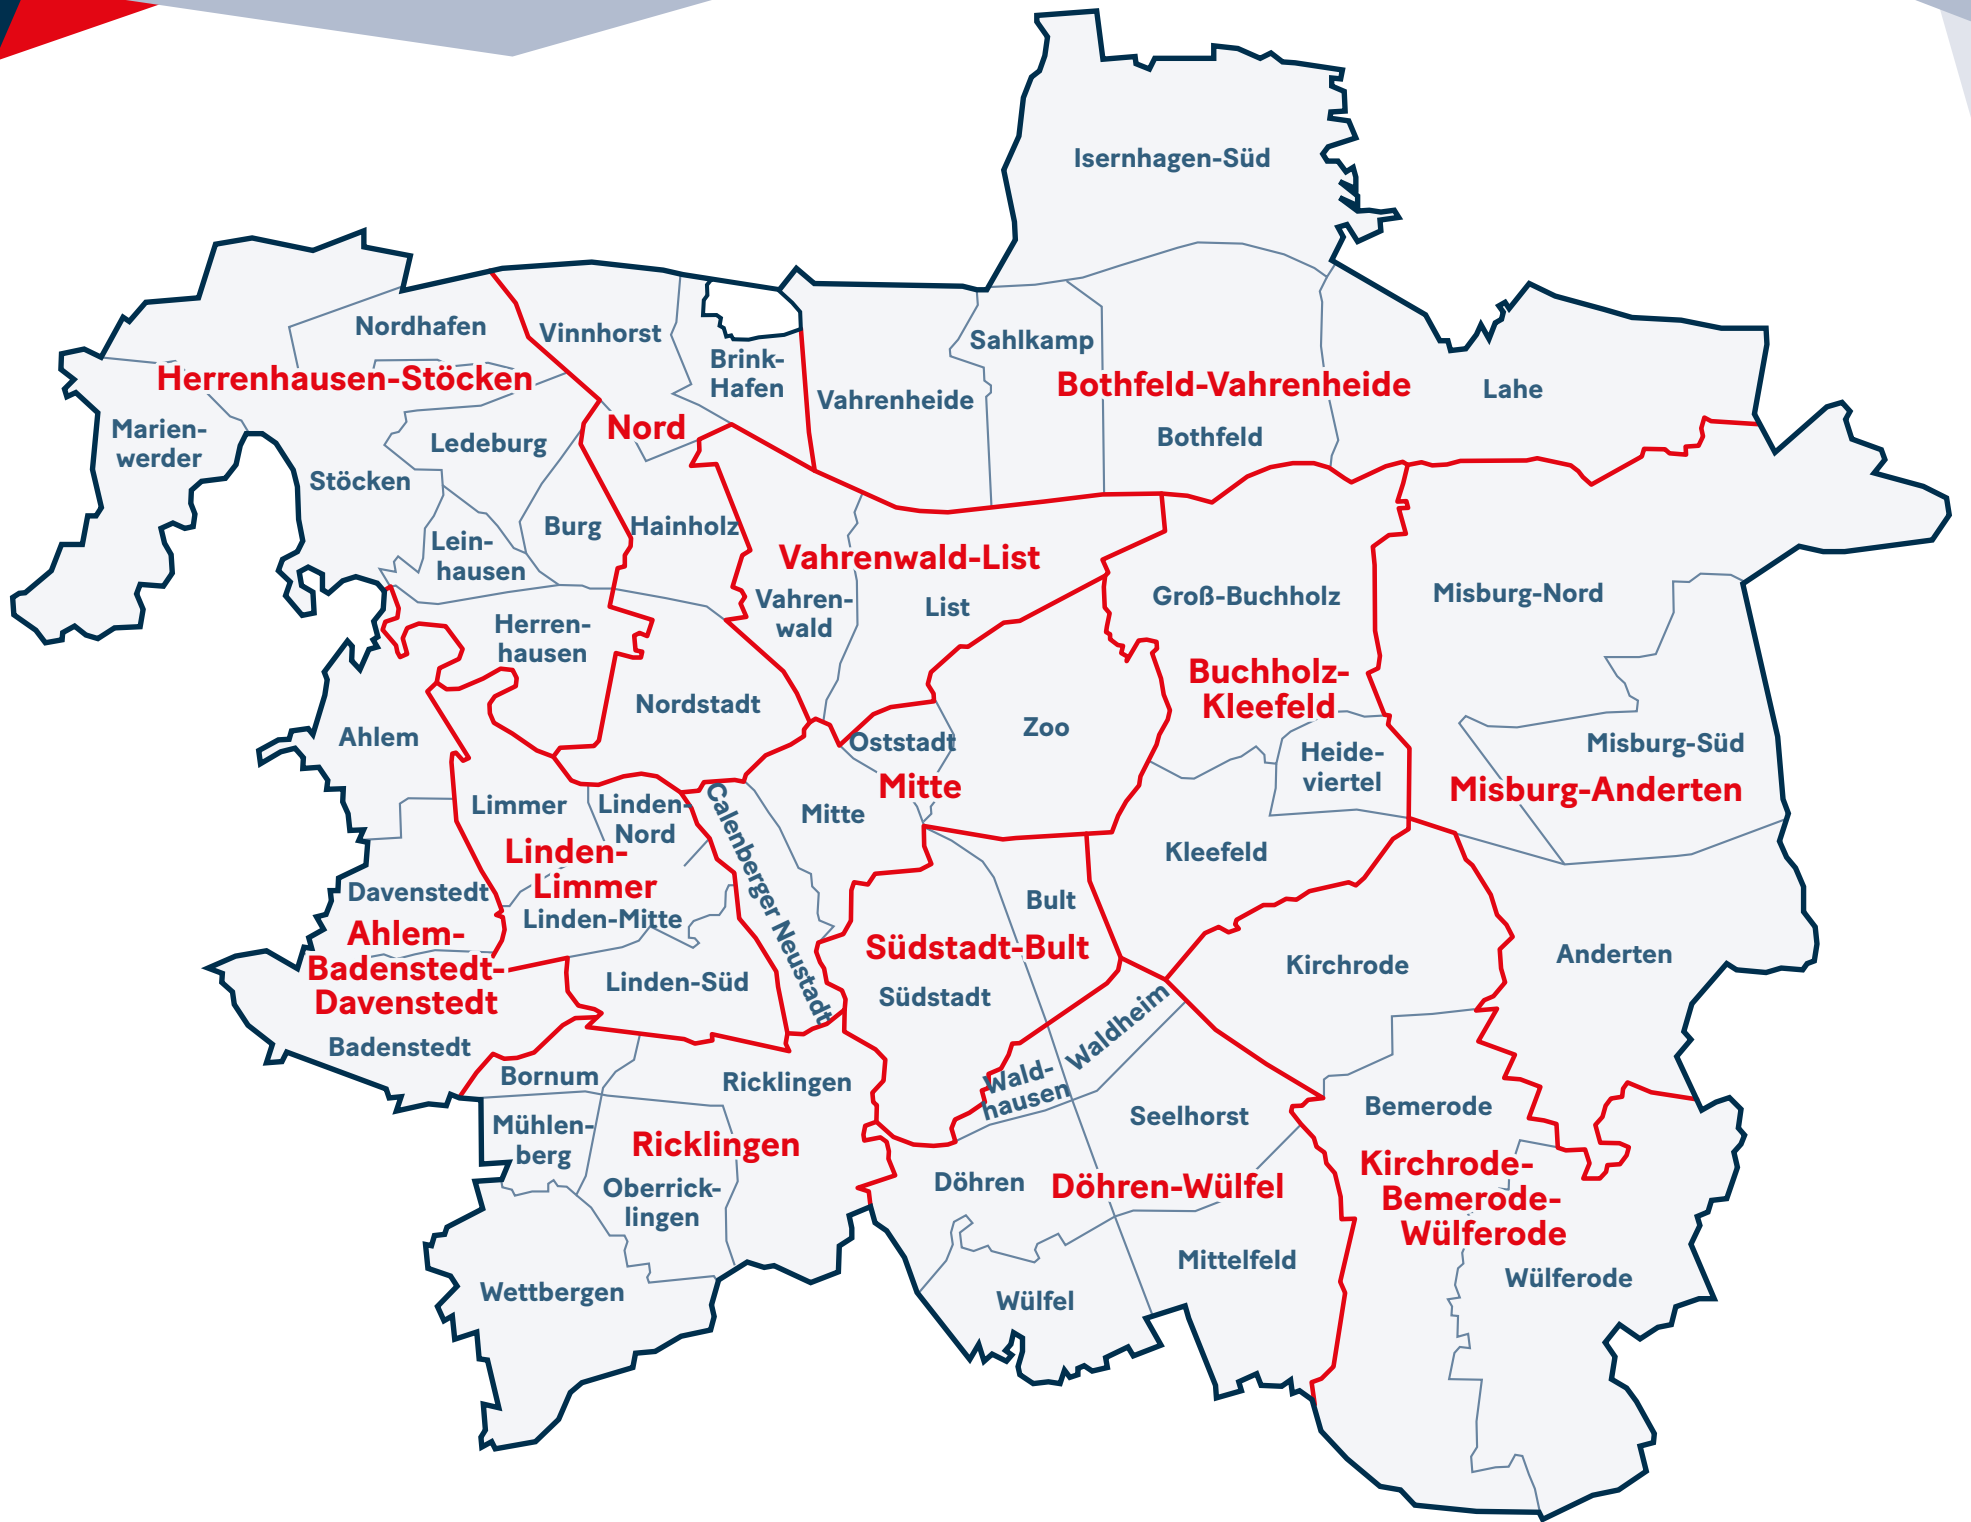 Isernhagen-Süd
Nordhafen
Vinnhorst
Brink-
Hafen
Sahlkamp
Herrenhausen-Stöcken
Bothfeld-Vahrenheide
Lahe
Vahrenheide
Nord
Marien-
werder
Ledeburg
Bothfeld
Stöcken
Burg
Hainholz
Lein-
hausen
Vahrenwald-List
Vahren-
wald
List
Groß-Buchholz
Misburg-Nord
Herren-
hausen
Buchholz-
Kleefeld
Nordstadt
Ahlem
Oststadt
Zoo
Heide-
viertel
Misburg-Süd
Mitte
Misburg-Anderten
Limmer
Linden-
Nord
Calenberger Neustadt
Mitte
Linden-
Limmer
Kleefeld
Davenstedt
Linden-Mitte
Bult
Ahlem-
Badenstedt-
Davenstedt
Südstadt-Bult
Anderten
Kirchrode
Linden-Süd
Südstadt
Badenstedt
Waldheim
Wald-
hausen
Bornum
Ricklingen
Seelhorst
Bemerode
Mühlen-
berg
Ricklingen
Kirchrode-
Bemerode-
Wülferode
Oberrick-
lingen
Döhren
Döhren-Wülfel
Mittelfeld
Wülferode
Wettbergen
Wülfel